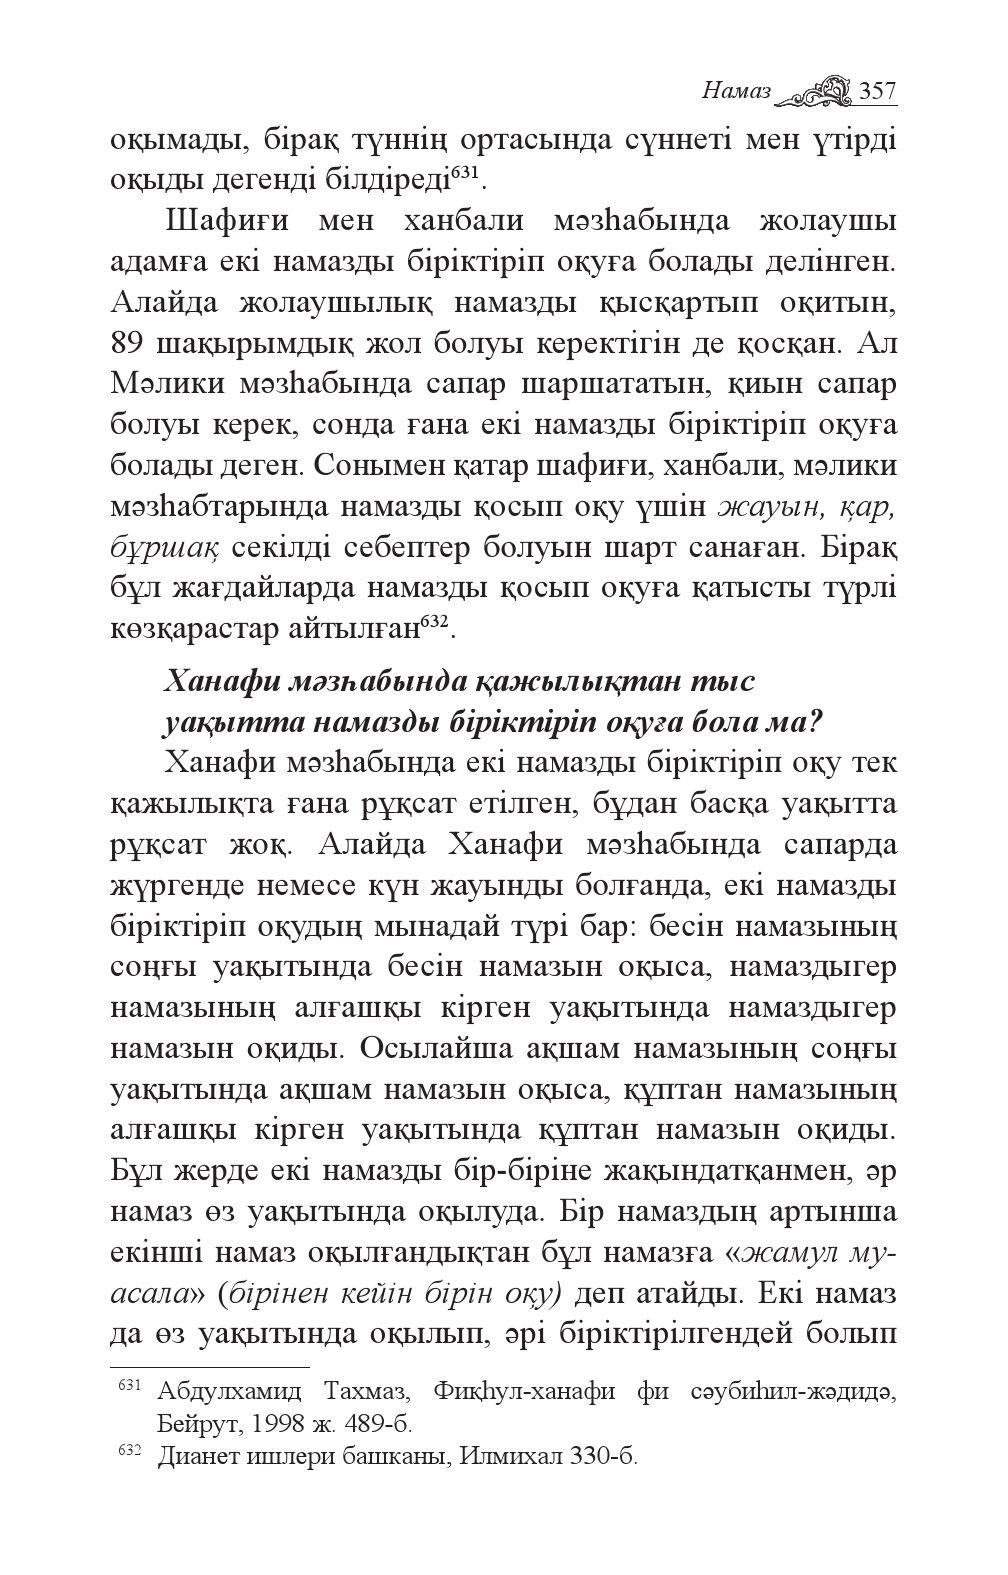 Намаз 357
оқымады, бірақ түннің ортасында сүннеті мен үтірді
оқыды дегенді білдіреді⁶³¹.
Шафиғи мен ханбали мәзһабында жолаушы
адамға екі намазды біріктіріп оқуға болады делінген.
Алайда жолаушылық намазды қысқартып оқитын,
89 шақырымдық жол болуы керектігін де қосқан. Ал
Мәлики мәзһабында сапар шаршататын, қиын сапар
болуы керек, сонда ғана екі намазды біріктіріп оқуға
болады деген. Сонымен қатар шафиғи, ханбали, мәлики
мәзһабтарында намазды қосып оқу үшін жауын, қар,
бұршақ секілді себептер болуын шарт санаған. Бірақ
бұл жағдайларда намазды қосып оқуға қатысты түрлі
көзқарастар айтылған⁶³².
Ханафи мәзһабында қажылықтан тыс
уақытта намазды біріктіріп оқуға бола ма?
Ханафи мәзһабында екі намазды біріктіріп оқу тек
қажылықта ғана рұқсат етілген, бұдан басқа уақытта
рұқсат жоқ. Алайда Ханафи мәзһабында сапарда
жүргенде немесе күн жауынды болғанда, екі намазды
біріктіріп оқудың мынадай түрі бар: бесін намазының
соңғы уақытында бесін намазын оқыса, намаздыгер
намазының алғашқы кірген уақытында намаздыгер
намазын оқиды. Осылайша ақшам намазының соңғы
уақытында ақшам намазын оқыса, құптан намазының
алғашқы кірген уақытында құптан намазын оқиды.
Бұл жерде екі намазды бір-біріне жақындатқанмен, әр
намаз өз уақытында оқылуда. Бір намаздың артынша
екінші намаз оқылғандықтан бұл намазға «жамул му-
асала» (бірінен кейін бірін оқу) деп атайды. Екі намаз
да өз уақытында оқылып, әрі біріктірілгендей болып
631 Абдулхамид Тахмаз, Фиқһул-ханафи фи сәубиһил-жәдидә,
Бейрут, 1998 ж. 489-б.
632 Дианет ишлери башканы, Илмихал 330-б.